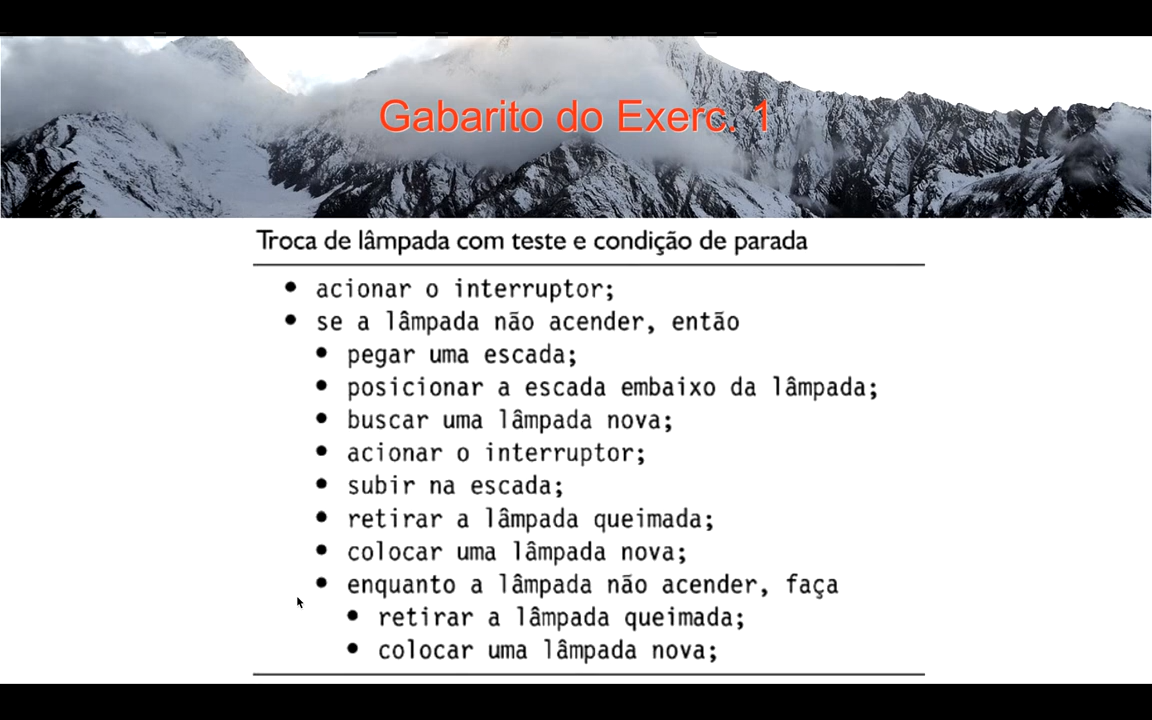 Gabarito do Exerc. 1
Troca de lâmpada com teste e condição de parada
• acionar o interruptor;
• se a lâmpada não acender, então
• pegar uma escada;
• posicionar a escada embaixo da lâmpada;
• buscar uma lâmpada nova;
• acionar o interruptor;
• subir na escada;
• retirar a lâmpada queimada;
• colocar uma lâmpada nova;
• enquanto a lâmpada não acender, faça
• retirar a lâmpada queimada;
• colocar uma lâmpada nova;